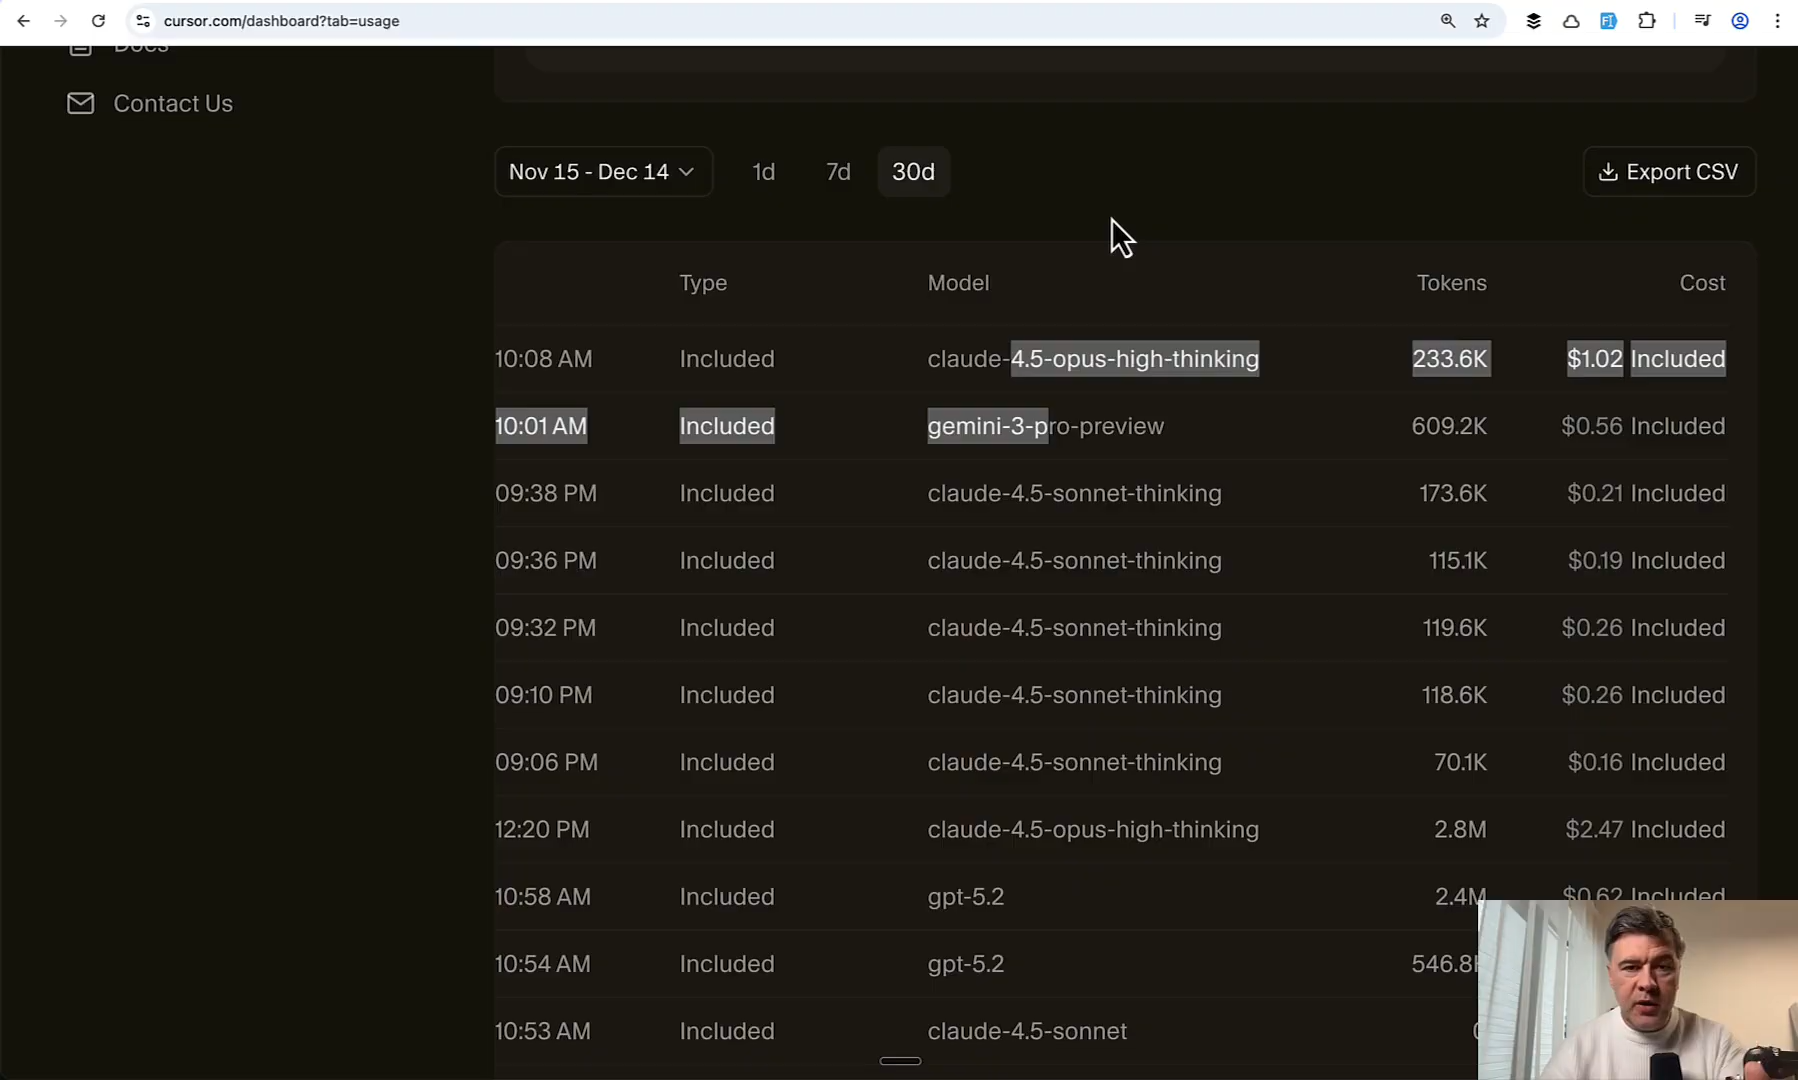 cursor.com/dashboard?tab=usage
Docs
Contact Us
Nov 15 - Dec 14 1d 7d 30d Export CSV
Type Model Tokens Cost
10:08 AM Included claude-4.5-opus-high-thinking 233.6K $1.02 Included
10:01 AM Included gemini-3-pro-preview 609.2K $0.56 Included
09:38 PM Included claude-4.5-sonnet-thinking 173.6K $0.21 Included
09:36 PM Included claude-4.5-sonnet-thinking 115.1K $0.19 Included
09:32 PM Included claude-4.5-sonnet-thinking 119.6K $0.26 Included
09:10 PM Included claude-4.5-sonnet-thinking 118.6K $0.26 Included
09:06 PM Included claude-4.5-sonnet-thinking 70.1K $0.16 Included
12:20 PM Included claude-4.5-opus-high-thinking 2.8M $2.47 Included
10:58 AM Included gpt-5.2 2.4M $0.62 Included
10:54 AM Included gpt-5.2 546.8K
10:53 AM Included claude-4.5-sonnet